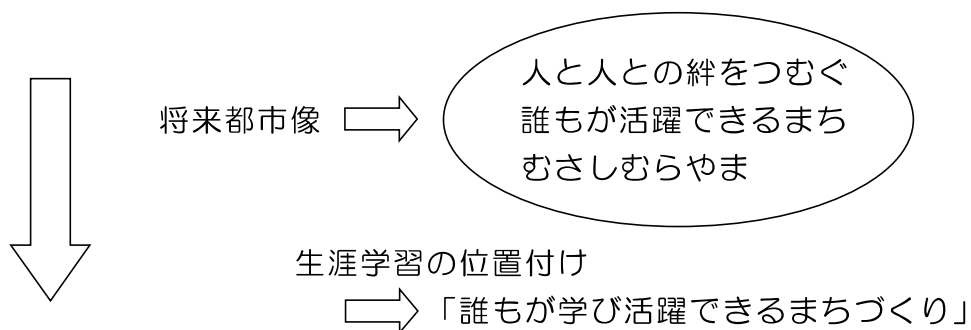 将来都市像
人と人との絆をつむぐ
誰もが活躍できるまち
むさしむらやま
生涯学習の位置付け
「誰もが学び活躍できるまちづくり」